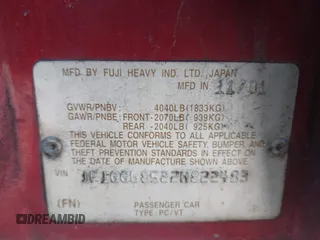 MFD BY FUJI HEAVY IND. LTD. JAPAN
MFD IN 11/01
GVWR/PNBV : 4040LB(1833KG)
GAWR/PNBE: FRONT-2070LB( 939KG)
REAR -2040LB( 925KG)
THIS VEHICLE CONFORMS TO ALL APPLICABLE
FEDERAL MOTOR VEHICLE SAFETY, BUMPER, AND
THEFT PREVENTION STANDARDS IN EFFECT ON
THE DATE OF MANUFACTURE SHOWN ABOVE.
VIN
(FN) PASSENGER CAR
TYPE: PC/VT
DREAMBID